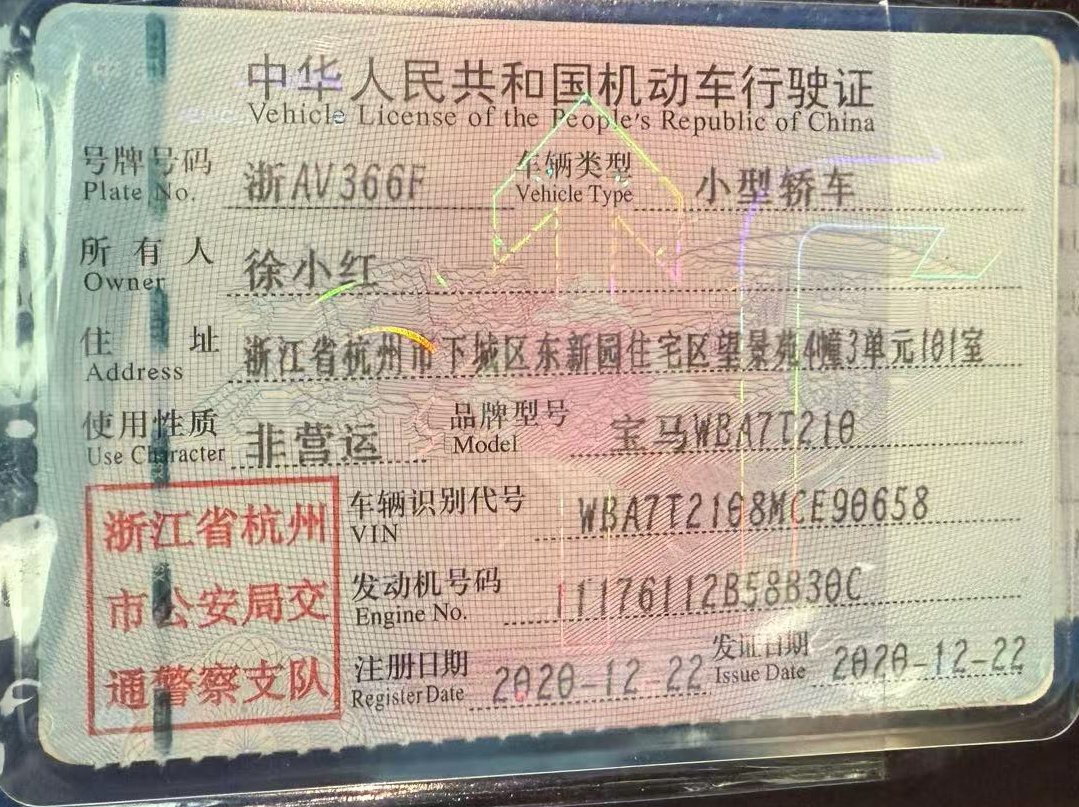 中华人民共和国机动车行驶证
Vehicle License of the People's Republic of China
号牌号码 浙AV366F 车辆类型 小型轿车
Plate No. Vehicle Type
所有人 徐小红
Owner
住址 浙江省杭州市下城区东新园住宅区望景苑4幢3单元101室
Address
使用性质 非营运 品牌型号 宝马WBA7T210
Use Character Model
车辆识别代号 WBA7T2108MCE90658
VIN
发动机号码 11176112B58B30C
Engine No.
注册日期 2020-12-22 发证日期 2020-12-22
Register Date Issue Date
浙江省杭州
市公安局交
通警察支队